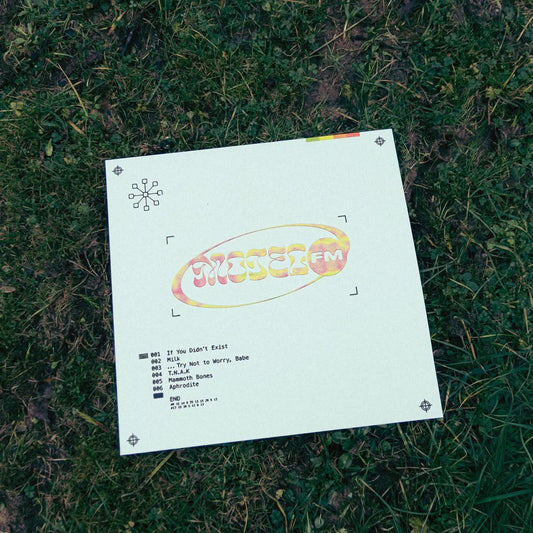 FM
001 If You Didn't Exist
002 Milk
003 ...Try Not to Worry, Babe
004 T.N.A.K
005 Mammoth Bones
006 Aphrodite
END